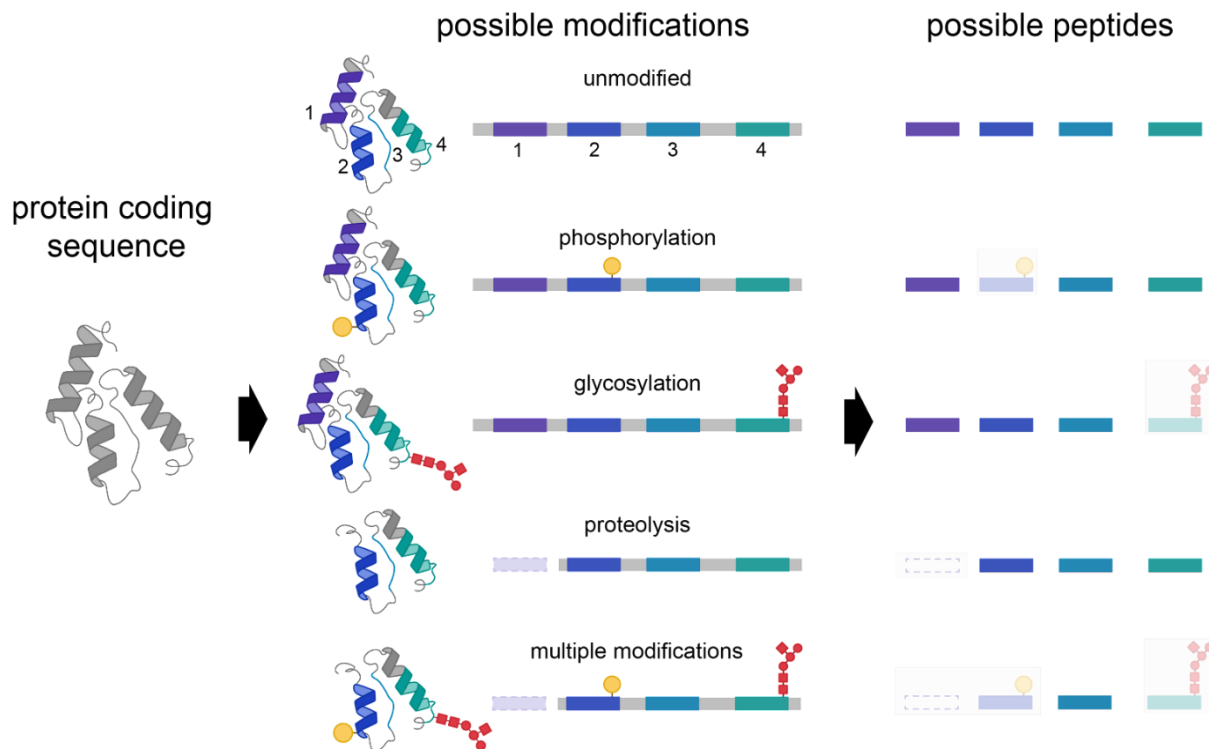 possible modifications
possible peptides
unmodified
1
2
3
4
1 2 3 4
protein coding
sequence
phosphorylation
glycosylation
proteolysis
multiple modifications